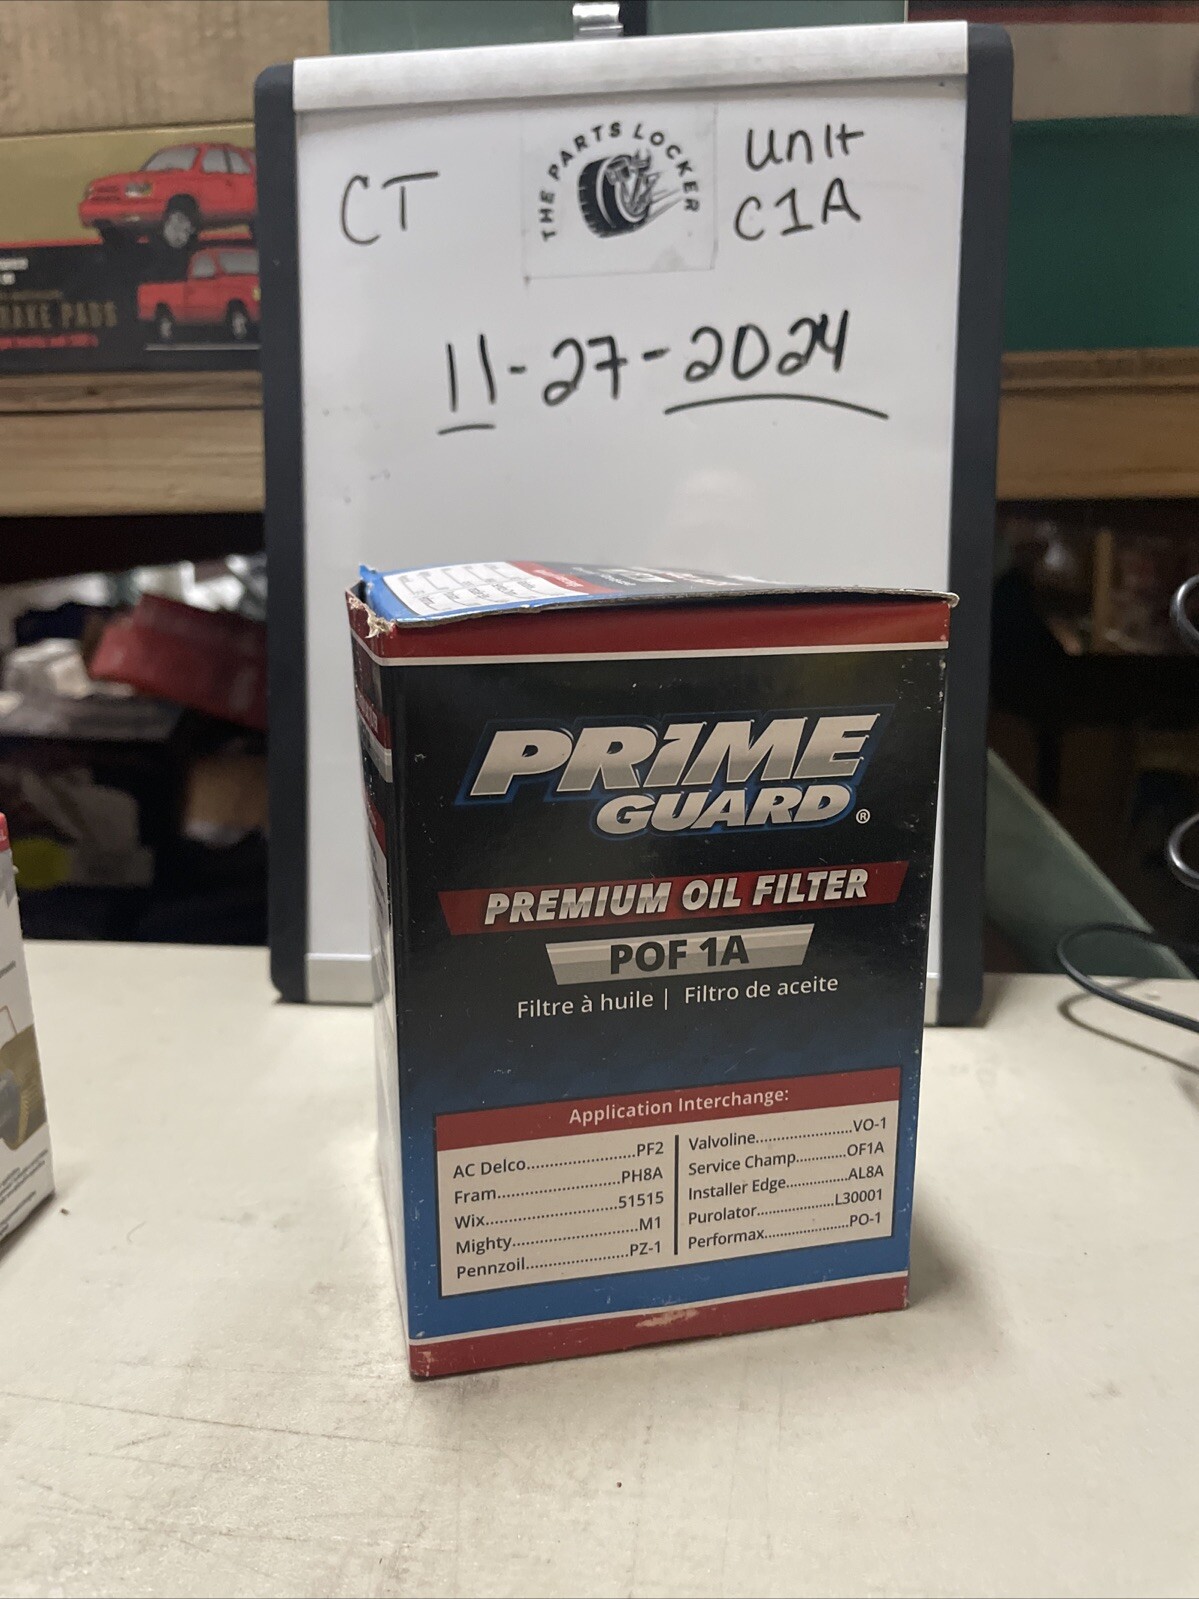 CT
THE PARTS LOCKER
Unit
C1A
11-27-2024
PRIME
GUARD®
PREMIUM OIL FILTER
POF 1A
Filtre à huile | Filtro de aceite
Application Interchange:
AC Delco......................PF2
Fram.........................PH8A
Wix...........................51515
Mighty..........................M1
Pennzoil.....................PZ-1
Valvoline......................VO-1
Service Champ...........OF1A
Installer Edge..............AL8A
Purolator.................L30001
Performax..................PO-1
PADS